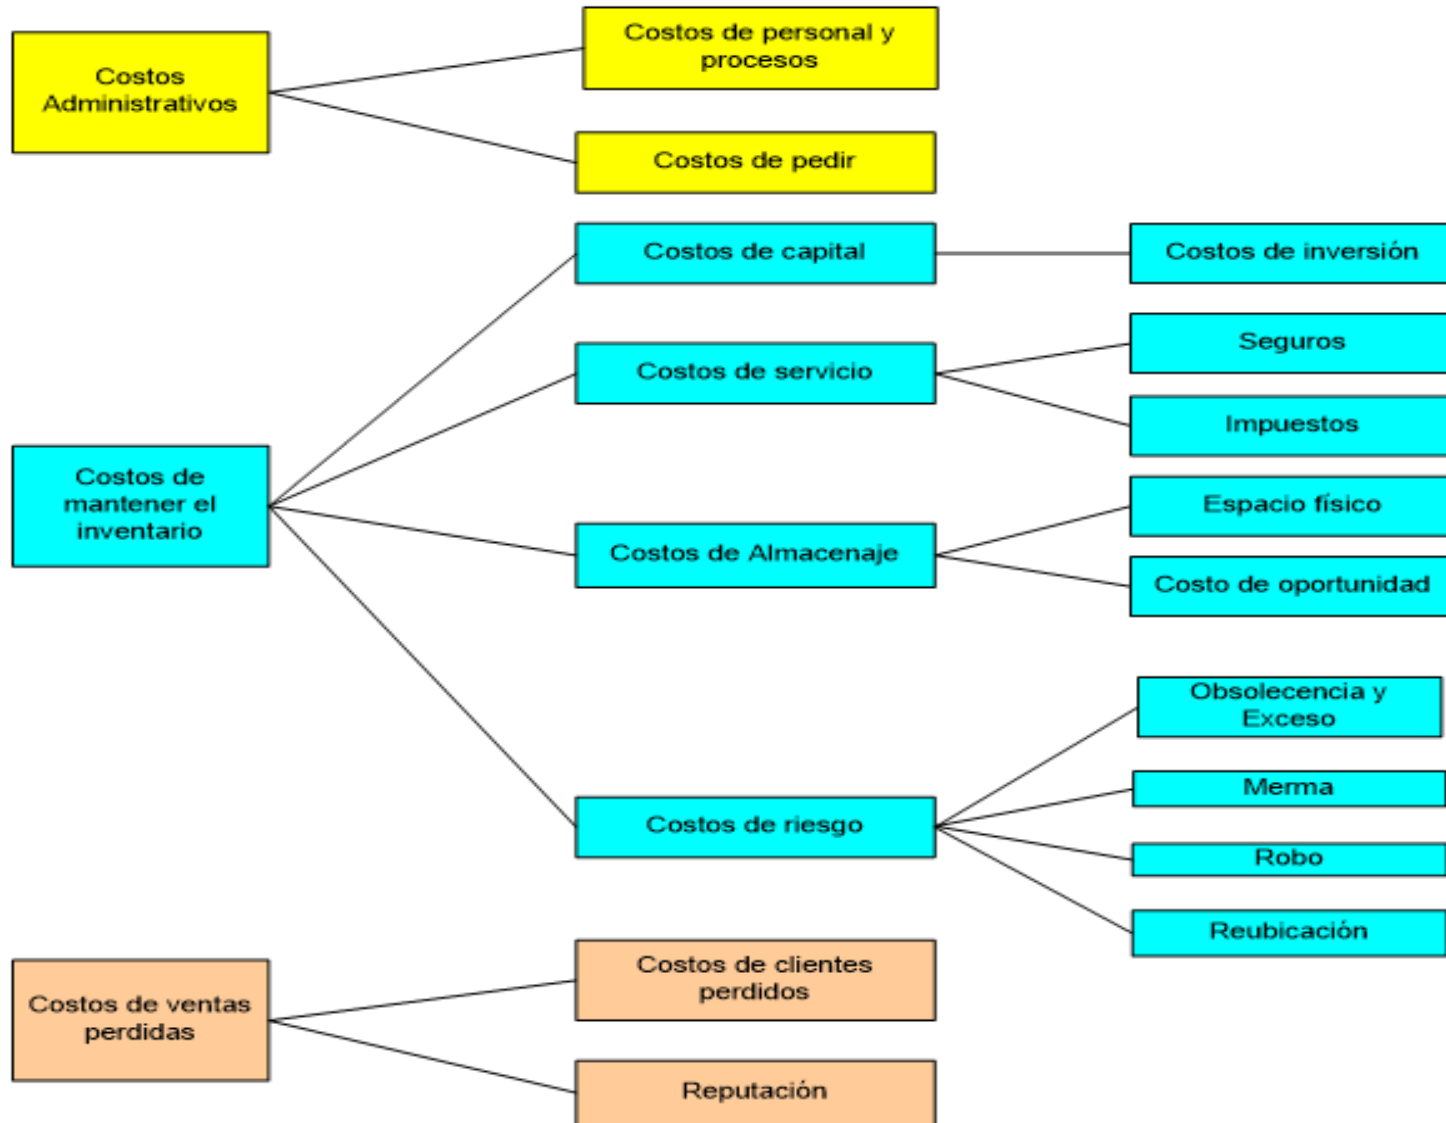 Costos
Administrativos
Costos de personal y
procesos
Costos de pedir
Costos de mantener el
inventario
Costos de capital
Costos de inversión
Costos de servicio
Seguros
Impuestos
Costos de Almacenaje
Espacio físico
Costo de oportunidad
Costos de riesgo
Obsolecencia y
Exceso
Merma
Robo
Reubicación
Costos de ventas
perdidas
Costos de clientes
perdidos
Reputación